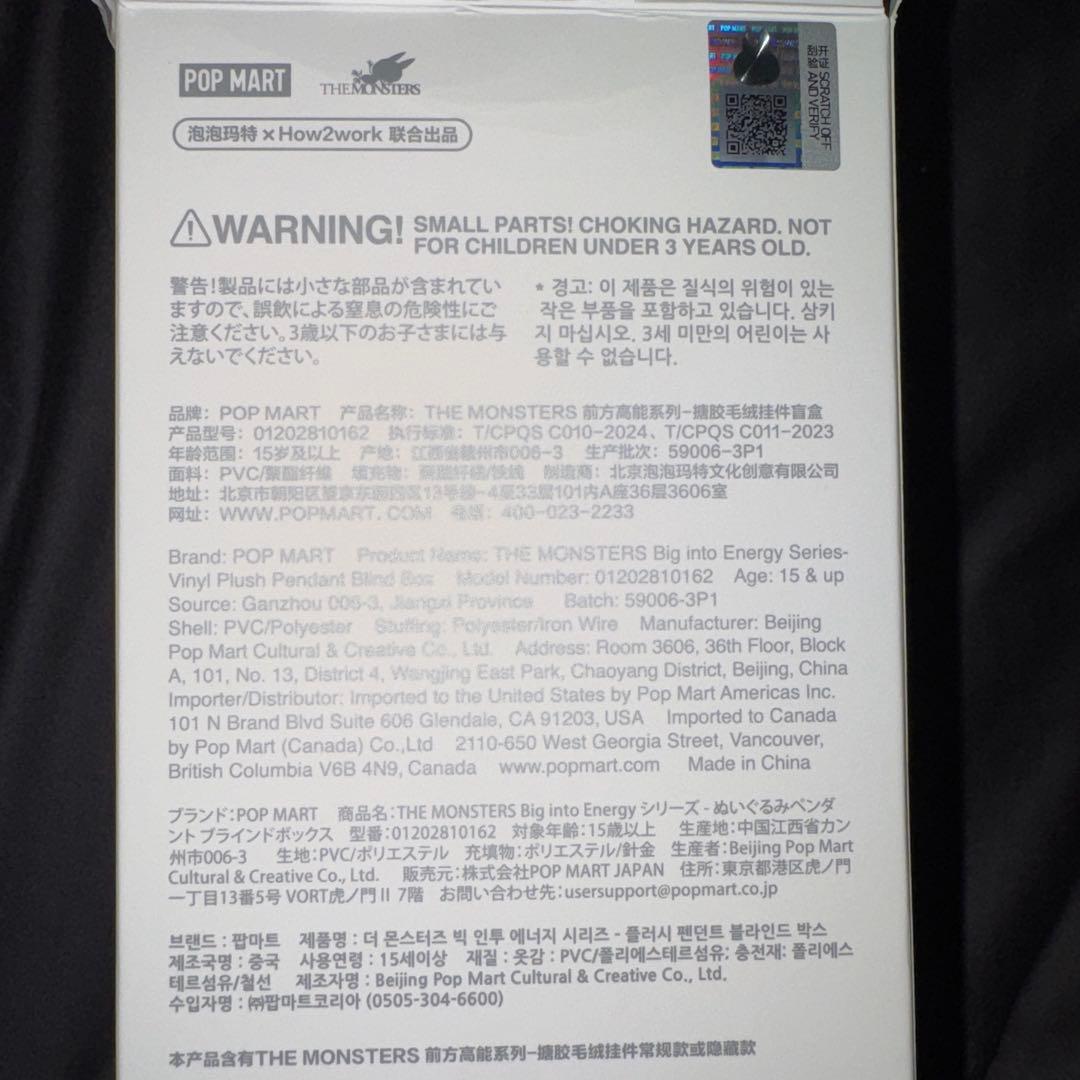 POP MART
THE MONSTERS
POP MART
开启 SCRATCH OFF
刮验 AND VERIFY
泡泡玛特 × How2work 联合出品
WARNING! SMALL PARTS! CHOKING HAZARD. NOT
FOR CHILDREN UNDER 3 YEARS OLD.
警告!製品には小さな部品が含まれてい
ますので、誤飲による窒息の危険性にご
注意ください。3歳以下のお子さまには与
えないでください。
* 경고: 이 제품은 질식의 위험이 있는
작은 부품을 포함하고 있습니다. 삼키
지 마십시오. 3세 미만의 어린이는 사
용할 수 없습니다.
品牌: POP MART 产品名称: THE MONSTERS 前方高能系列-搪胶毛绒挂件盲盒
产品型号: 01202810162 执行标准: T/CPQS C010-2024、T/CPQS C011-2023
年龄范围: 15岁及以上 产地: 江西省赣州市006-3 生产批次: 59006-3P1
面料: PVC/聚酯纤维 填充物: 聚酯纤维/铁线 制造商: 北京泡泡玛特文化创意有限公司
地址: 北京市朝阳区望京东园四区13号楼-4层33层101内A座36层3606室
网址: WWW.POPMART.COM 电话: 400-023-2233
Brand: POP MART Product Name: THE MONSTERS Big into Energy Series-
Vinyl Plush Pendant Blind Box Model Number: 01202810162 Age: 15 & up
Source: Ganzhou 006-3, Jiangxi Province Batch: 59006-3P1
Shell: PVC/Polyester Stuffing: Polyester/Iron Wire Manufacturer: Beijing
Pop Mart Cultural & Creative Co., Ltd. Address: Room 3606, 36th Floor, Block
A, 101, No. 13, District 4, Wangjing East Park, Chaoyang District, Beijing, China
Importer/Distributor: Imported to the United States by Pop Mart Americas Inc.
101 N Brand Blvd Suite 606 Glendale, CA 91203, USA Imported to Canada
by Pop Mart (Canada) Co.,Ltd 2110-650 West Georgia Street, Vancouver,
British Columbia V6B 4N9, Canada www.popmart.com Made in China
ブランド:POP MART 商品名:THE MONSTERS Big into Energy シリーズ - ぬいぐるみペンダ
ント ブラインドボックス 型番:01202810162 対象年齢:15歳以上 生産地:中国江西省カン
州市006-3 生地:PVC/ポリエステル 充填物:ポリエステル/針金 生産者:Beijing Pop Mart
Cultural & Creative Co., Ltd. 販売元:株式会社POP MART JAPAN 住所:東京都港区虎ノ門
一丁目13番5号 VORT虎ノ門Ⅱ 7階 お問い合わせ先:usersupport@popmart.co.jp
브랜드 : 팝마트 제품명 : 더 몬스터즈 빅 인투 에너지 시리즈 - 플러시 펜던트 블라인드 박스
제조국명 : 중국 사용연령 : 15세이상 재질 : 옷감 : PVC/폴리에스테르섬유; 충전재: 폴리에스
테르섬유/철선 제조자명 : Beijing Pop Mart Cultural & Creative Co., Ltd.
수입자명 : ㈜팝마트코리아 (0505-304-6600)
本产品含有THE MONSTERS 前方高能系列-搪胶毛绒挂件常规款或隐藏款